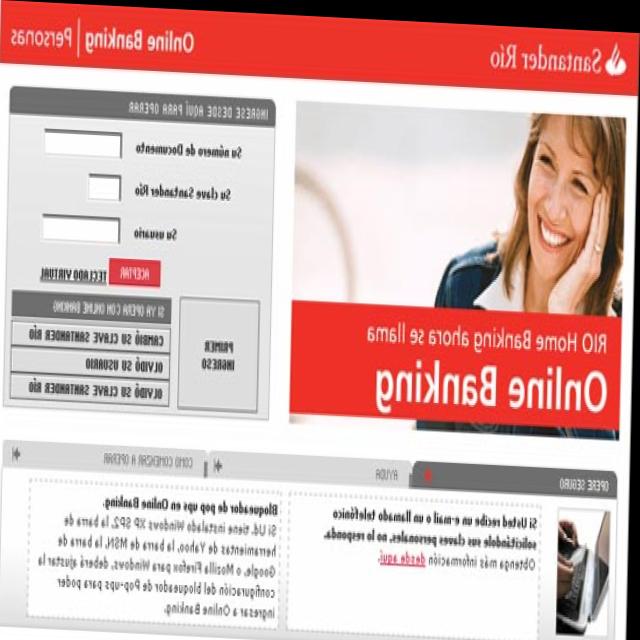 Santander Río
Online Banking | Personas
RIO Home Banking ahora se llama
Online Banking
INGRESE DESDE AQUÍ PARA OPERAR
Su número de Documento
Su clave Santander Río
Su usuario
ACEPTAR
TECLADO VIRTUAL
PRIMER
INGRESO
SI YA OPERA CON ONLINE BANKING
CAMBIÓ SU CLAVE SANTANDER RÍO
OLVIDÓ SU USUARIO
OLVIDÓ SU CLAVE SANTANDER RÍO
OPERE SEGURO
AYUDA
COMO COMENZAR A OPERAR
Si Usted recibe un e-mail o un llamado telefónico
solicitándole sus claves personales, no lo responda.
Obtenga más información desde aquí.
Bloqueador de pop ups en Online Banking.
Si Ud. tiene instalado Windows XP SP2, la barra de
herramientas de Yahoo, la barra de MSN, la barra de
Google, o Mozilla Firefox para Windows, deberá ajustar la
configuración del bloqueador de Pop-ups para poder
ingresar a Online a Banking.